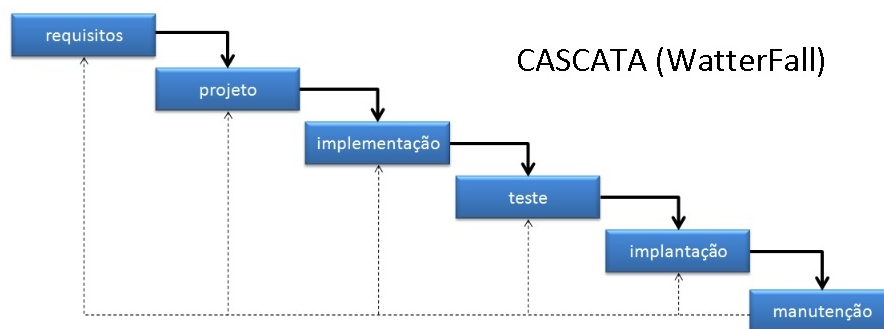 requisitos
CASCATA (WatterFall)
projeto
implementação
teste
implantação
manutenção